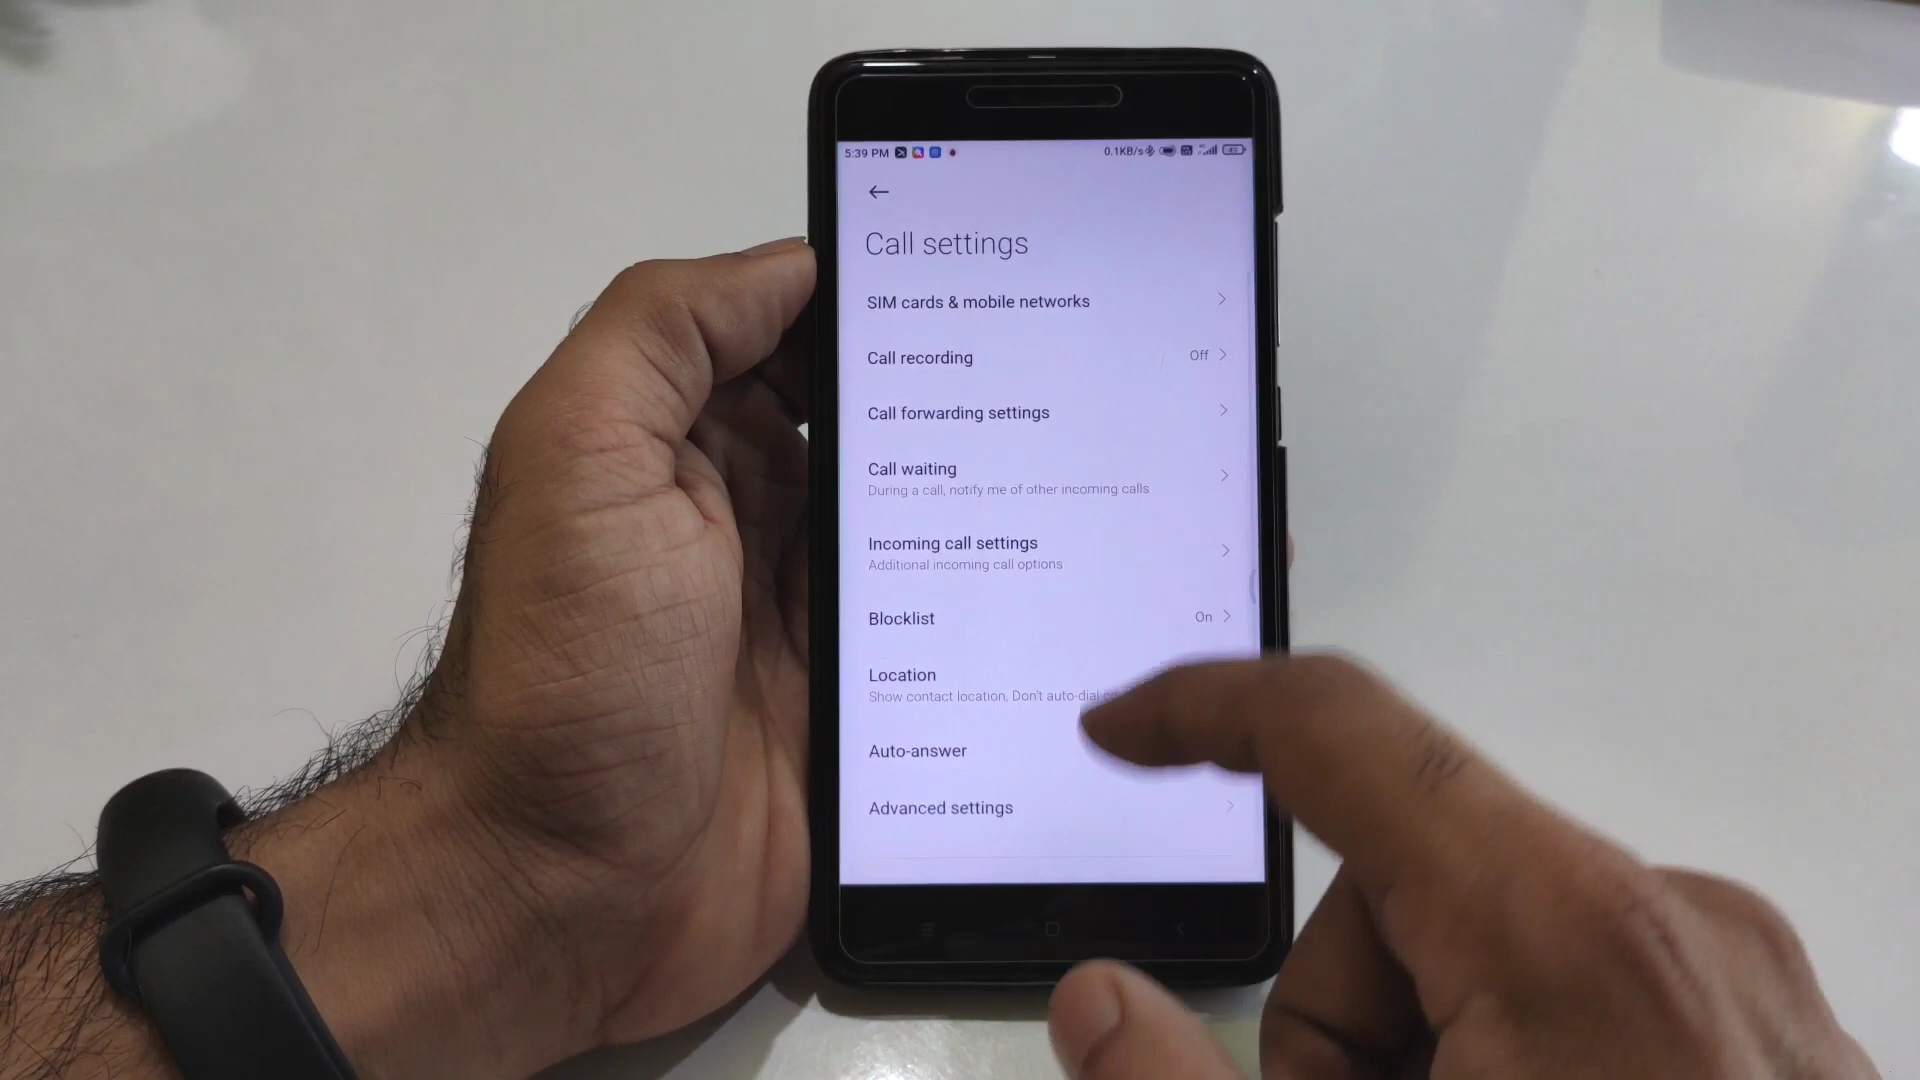 5:39 PM
0.1KB/s
Call settings
SIM cards & mobile networks
Call recording
Off
Call forwarding settings
Call waiting
During a call, notify me of other incoming calls
Incoming call settings
Additional incoming call options
Blocklist
On
Location
Show contact location, Don't auto-dial
Auto-answer
Advanced settings